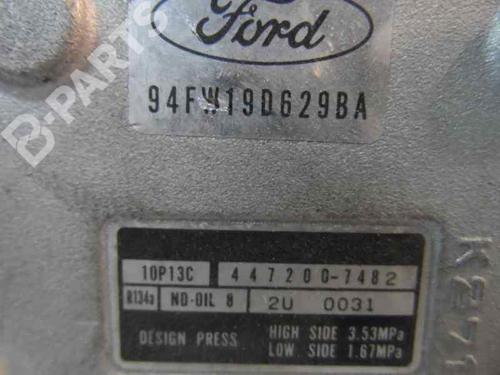 B-PARTS
Ford
94FW19D629BA
10P13C 447200-7482
R134a ND-OIL 8 2U 0031
DESIGN PRESS. HIGH SIDE 3.53MPa
LOW SIDE 1.67MPa
K271